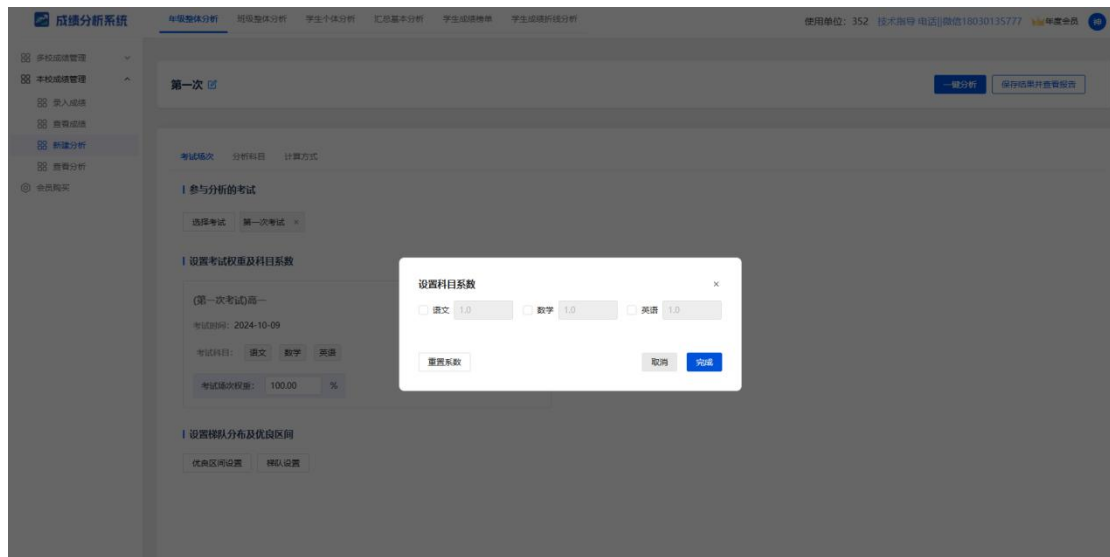 成绩分析系统
年级整体分析 班级整体分析 学生个体分析 汇总基本分析 学生成绩榜单 学生成绩折线分析
使用单位：352 技术指导 电话||微信18030135777 年度会员
多校成绩管理
本校成绩管理
录入成绩
查看成绩
新建分析
查看分析
会员购买
第一次
一键分析 保存结果并查看报告
考试场次 分析科目 计算方式
参与分析的考试
选择考试 第一次考试 ×
设置考试权重及科目系数
(第一次考试)高一
考试时间：2024-10-09
考试科目： 语文 数学 英语
考试场次权重： 100.00 %
设置梯队分布及优良区间
优良区间设置 梯队设置
设置科目系数 ×
语文 1.0 数学 1.0 英语 1.0
重置系数 取消 完成